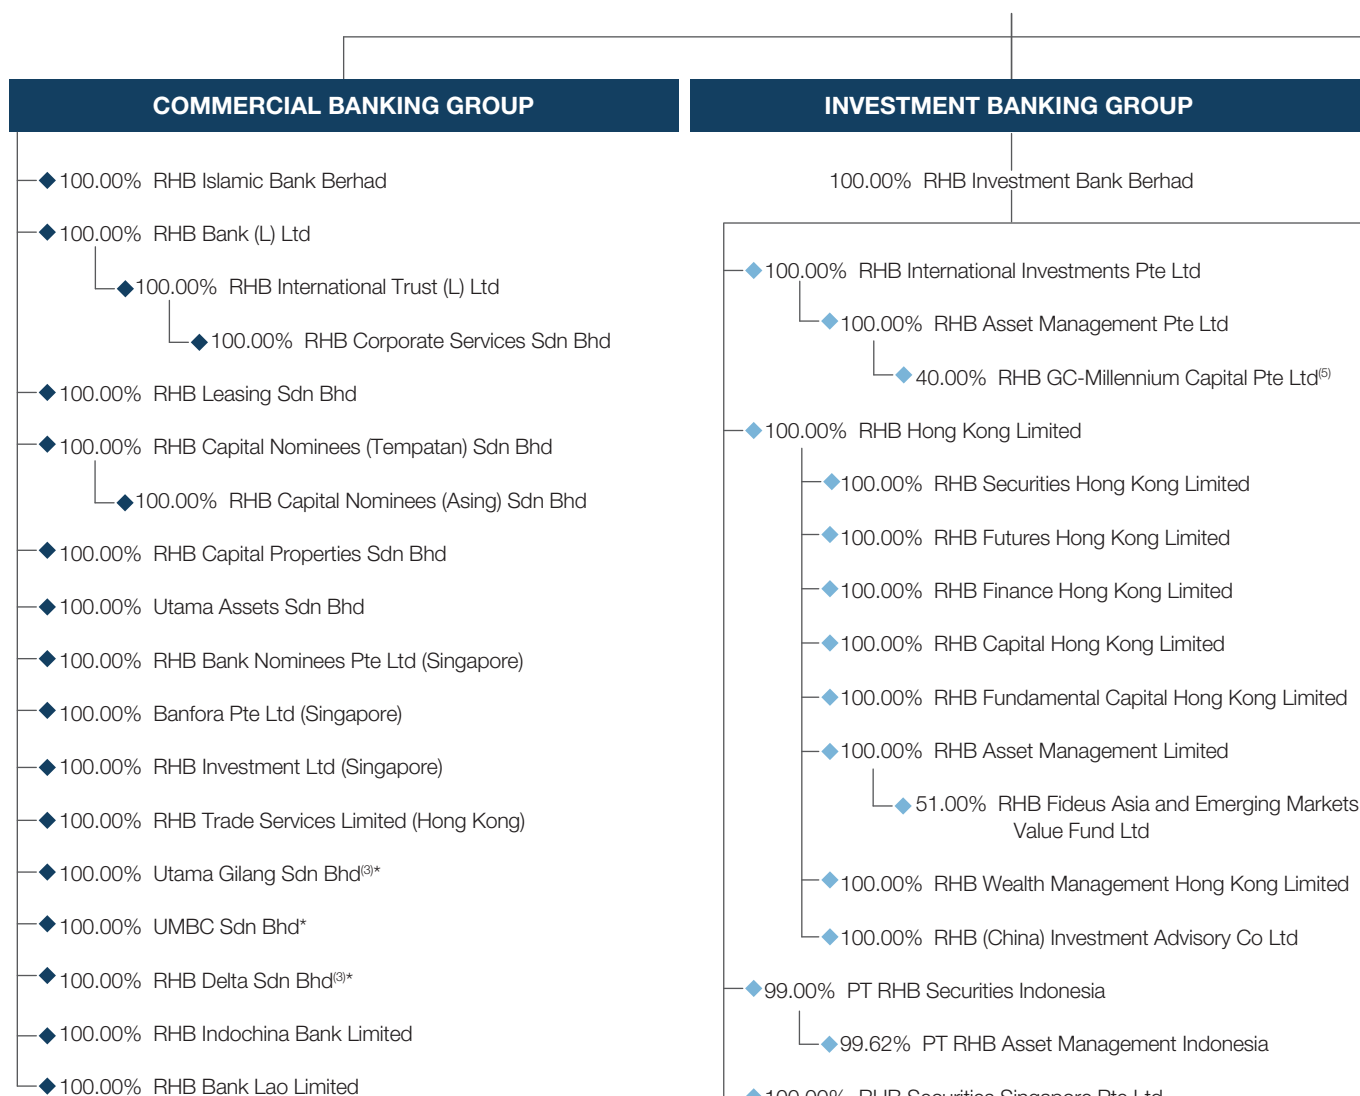 COMMERCIAL BANKING GROUP
100.00% RHB Islamic Bank Berhad
100.00% RHB Bank (L) Ltd
100.00% RHB International Trust (L) Ltd
100.00% RHB Corporate Services Sdn Bhd
100.00% RHB Leasing Sdn Bhd
100.00% RHB Capital Nominees (Tempatan) Sdn Bhd
100.00% RHB Capital Nominees (Asing) Sdn Bhd
100.00% RHB Capital Properties Sdn Bhd
100.00% Utama Assets Sdn Bhd
100.00% RHB Bank Nominees Pte Ltd (Singapore)
100.00% Banfora Pte Ltd (Singapore)
100.00% RHB Investment Ltd (Singapore)
100.00% RHB Trade Services Limited (Hong Kong)
100.00% Utama Gilang Sdn Bhd(3)*
100.00% UMBC Sdn Bhd*
100.00% RHB Delta Sdn Bhd(3)*
100.00% RHB Indochina Bank Limited
100.00% RHB Bank Lao Limited
INVESTMENT BANKING GROUP
100.00% RHB Investment Bank Berhad
100.00% RHB International Investments Pte Ltd
100.00% RHB Asset Management Pte Ltd
40.00% RHB GC-Millennium Capital Pte Ltd(5)
100.00% RHB Hong Kong Limited
100.00% RHB Securities Hong Kong Limited
100.00% RHB Futures Hong Kong Limited
100.00% RHB Finance Hong Kong Limited
100.00% RHB Capital Hong Kong Limited
100.00% RHB Fundamental Capital Hong Kong Limited
100.00% RHB Asset Management Limited
51.00% RHB Fideus Asia and Emerging Markets
Value Fund Ltd
100.00% RHB Wealth Management Hong Kong Limited
100.00% RHB (China) Investment Advisory Co Ltd
99.00% PT RHB Securities Indonesia
99.62% PT RHB Asset Management Indonesia
100.00% RHB Securities Singapore Pte Ltd